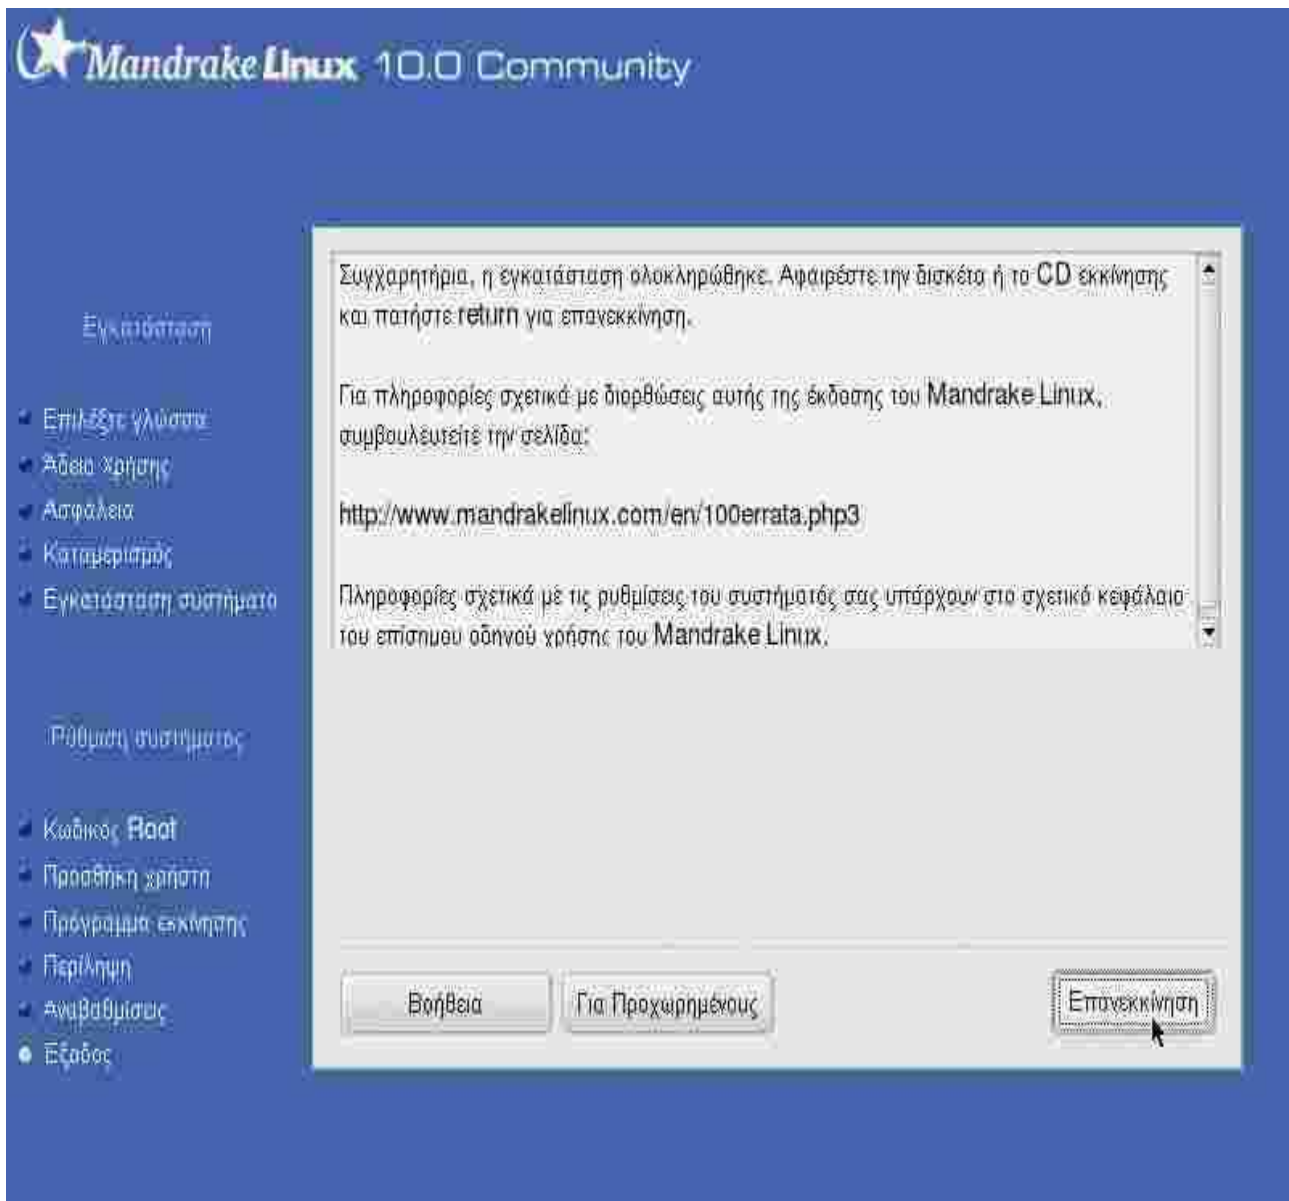 Mandrake Linux 10.0 Community
Εγκατάσταση
Επιλέξτε γλώσσα
Άδεια Χρήσης
Ασφάλεια
Καταμερισμός
Εγκατάσταση συστήματο
Ρύθμιση συστήματος
Κωδικός Root
Προσθήκη χρήστη
Πρόγραμμα εκκίνησης
Περίληψη
Αναβαθμίσεις
Έξοδος
Συγχαρητήρια, η εγκατάσταση ολοκληρώθηκε. Αφαιρέστε την δισκέτα ή το CD εκκίνησης
και πατήστε return για επανεκκίνηση.
Για πληροφορίες σχετικά με διορθώσεις αυτής της έκδοσης του Mandrake Linux,
συμβουλευτείτε την σελίδα:
http://www.mandrakelinux.com/en/100errata.php3
Πληροφορίες σχετικά με τις ρυθμίσεις του συστήματός σας υπάρχουν στο σχετικό κεφάλαιο
του επίσημου οδηγού χρήσης του Mandrake Linux.
Βοήθεια
Για Προχωρημένους
Επανεκκίνηση